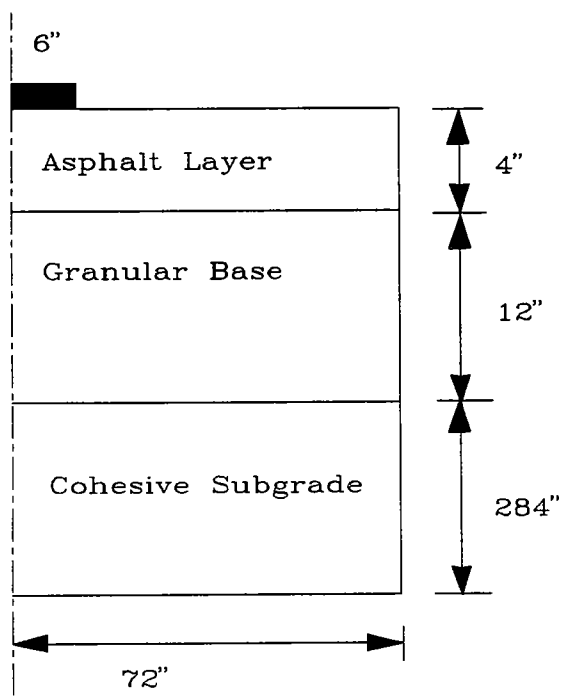 6"
Asphalt Layer
4"
Granular Base
12"
Cohesive Subgrade
284"
72"